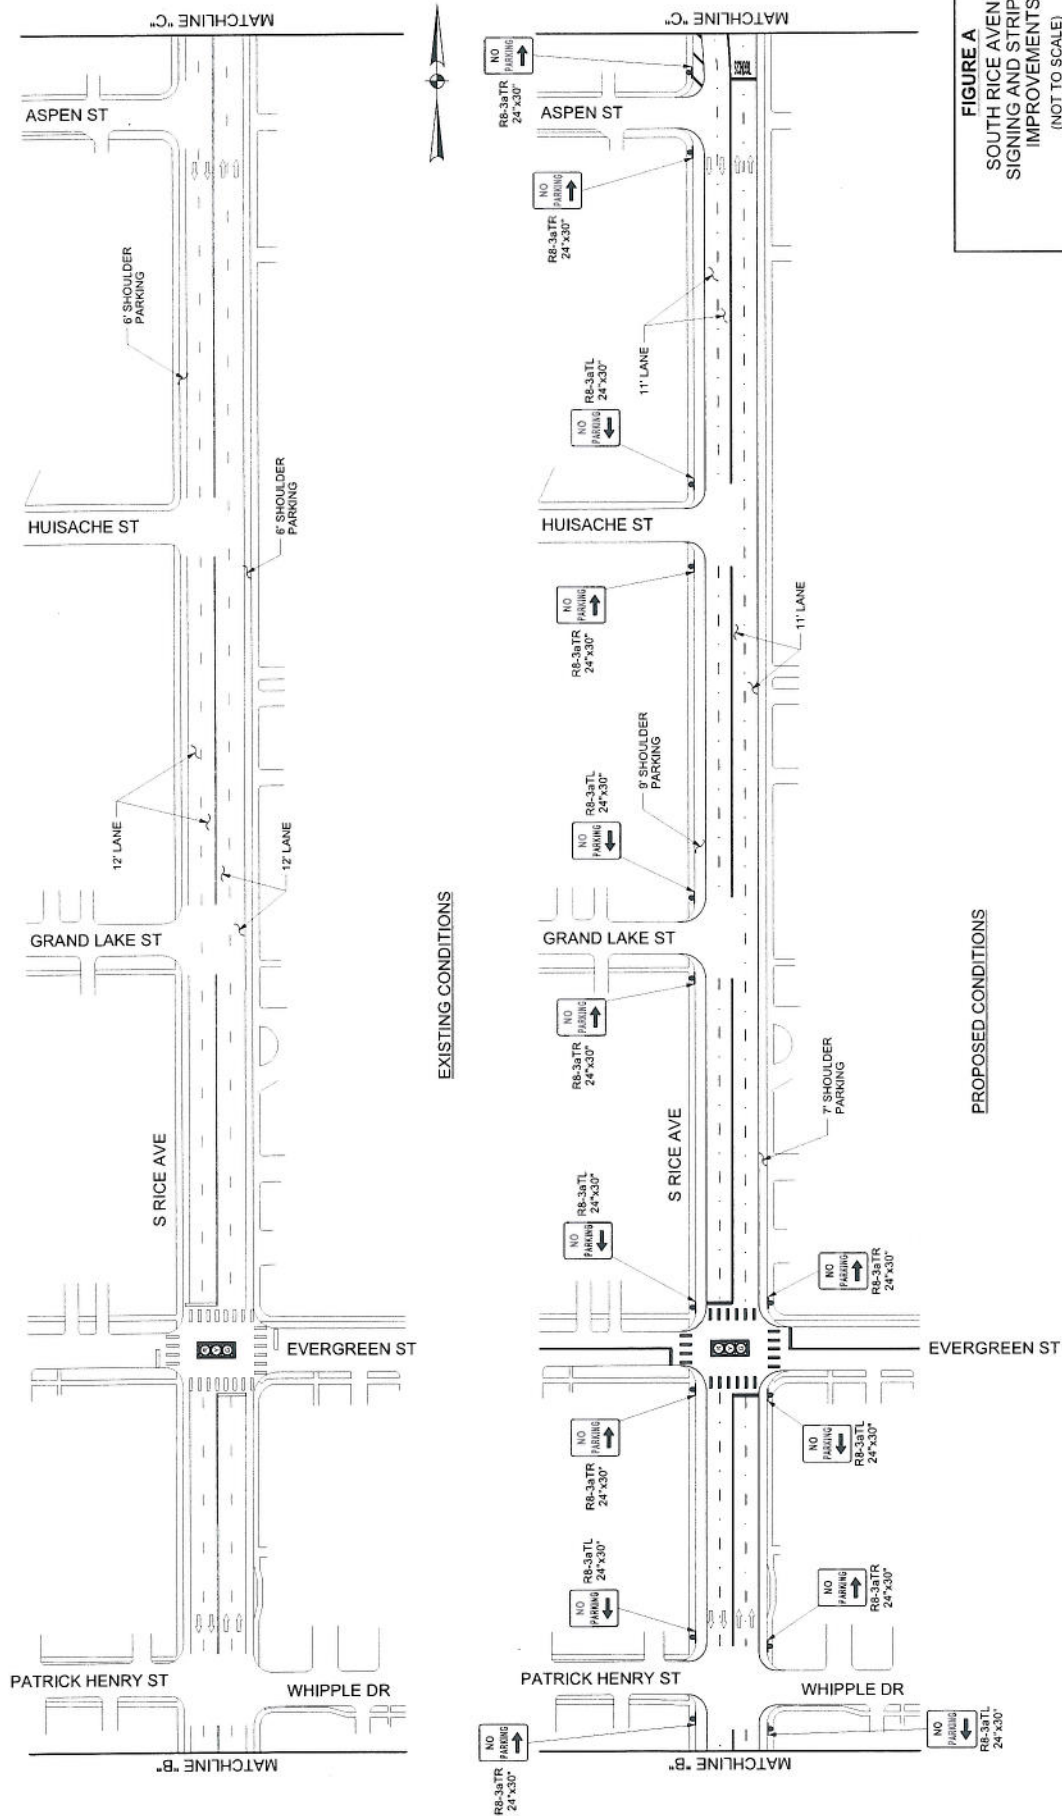 MATCHLINE "C"
ASPEN ST
6' SHOULDER
PARKING
HUISACHE ST
6' SHOULDER
PARKING
12' LANE
12' LANE
GRAND LAKE ST
S RICE AVE
EVERGREEN ST
PATRICK HENRY ST
WHIPPLE DR
MATCHLINE "B"
EXISTING CONDITIONS
MATCHLINE "C"
NO
PARKING
R8-3aTR
24"x30"
ASPEN ST
SCHOOL
NO
PARKING
R8-3aTR
24"x30"
11' LANE
R8-3aTL
24"x30"
NO
PARKING
HUISACHE ST
NO
PARKING
R8-3aTR
24"x30"
11' LANE
9' SHOULDER
PARKING
R8-3aTL
24"x30"
NO
PARKING
GRAND LAKE ST
NO
PARKING
R8-3aTR
24"x30"
S RICE AVE
7' SHOULDER
PARKING
R8-3aTL
24"x30"
NO
PARKING
NO
PARKING
R8-3aTR
24"x30"
EVERGREEN ST
NO
PARKING
R8-3aTR
24"x30"
NO
PARKING
R8-3aTL
24"x30"
R8-3aTL
24"x30"
NO
PARKING
NO
PARKING
R8-3aTR
24"x30"
PATRICK HENRY ST
WHIPPLE DR
NO
PARKING
R8-3aTR
24"x30"
NO
PARKING
R8-3aTL
24"x30"
MATCHLINE "B"
PROPOSED CONDITIONS
FIGURE A
SOUTH RICE AVEN
SIGNING AND STRIP
IMPROVEMENTS
(NOT TO SCALE)